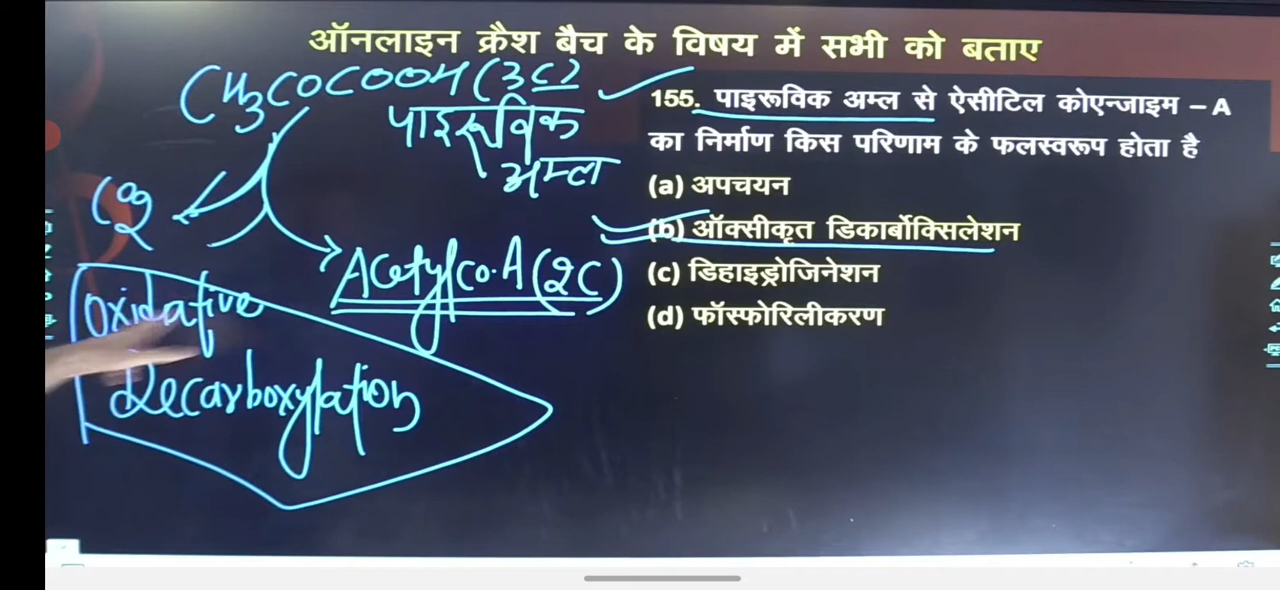 ऑनलाइन क्रैश बैच के विषय में सभी को बताए
CH3COCOOH (3C)
पाइरूविक
अम्ल
CO2
Acetyl Co.A (2C)
Oxidative
Decarboxylation
155. पाइरूविक अम्ल से ऐसीटिल कोएन्जाइम – A
का निर्माण किस परिणाम के फलस्वरूप होता है
(a) अपचयन
(b) ऑक्सीकृत डिकार्बोक्सिलेशन
(c) डिहाइड्रोजिनेशन
(d) फॉस्फोरिलीकरण